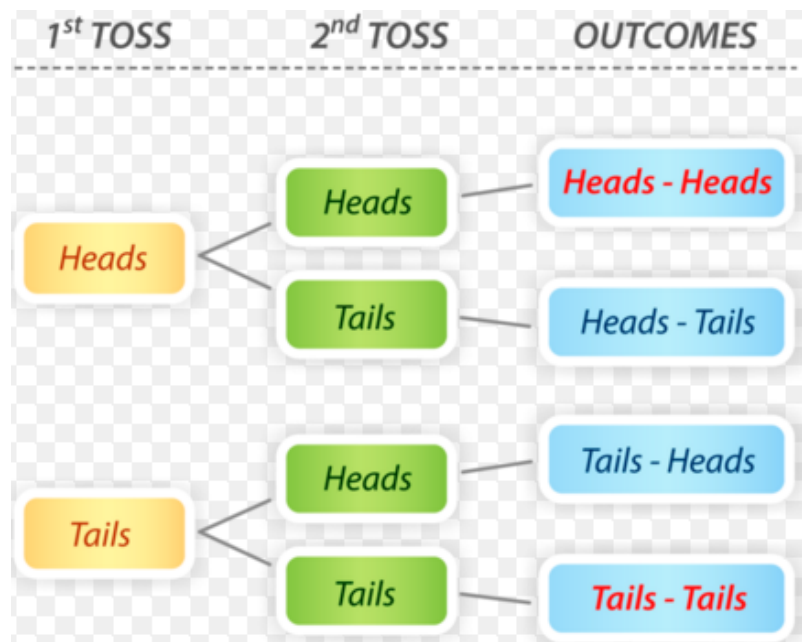 1st TOSS 2nd TOSS OUTCOMES
Heads - Heads
Heads
Heads - Tails
Heads
Tails
Tails - Heads
Heads
Tails
Tails - Tails
Tails